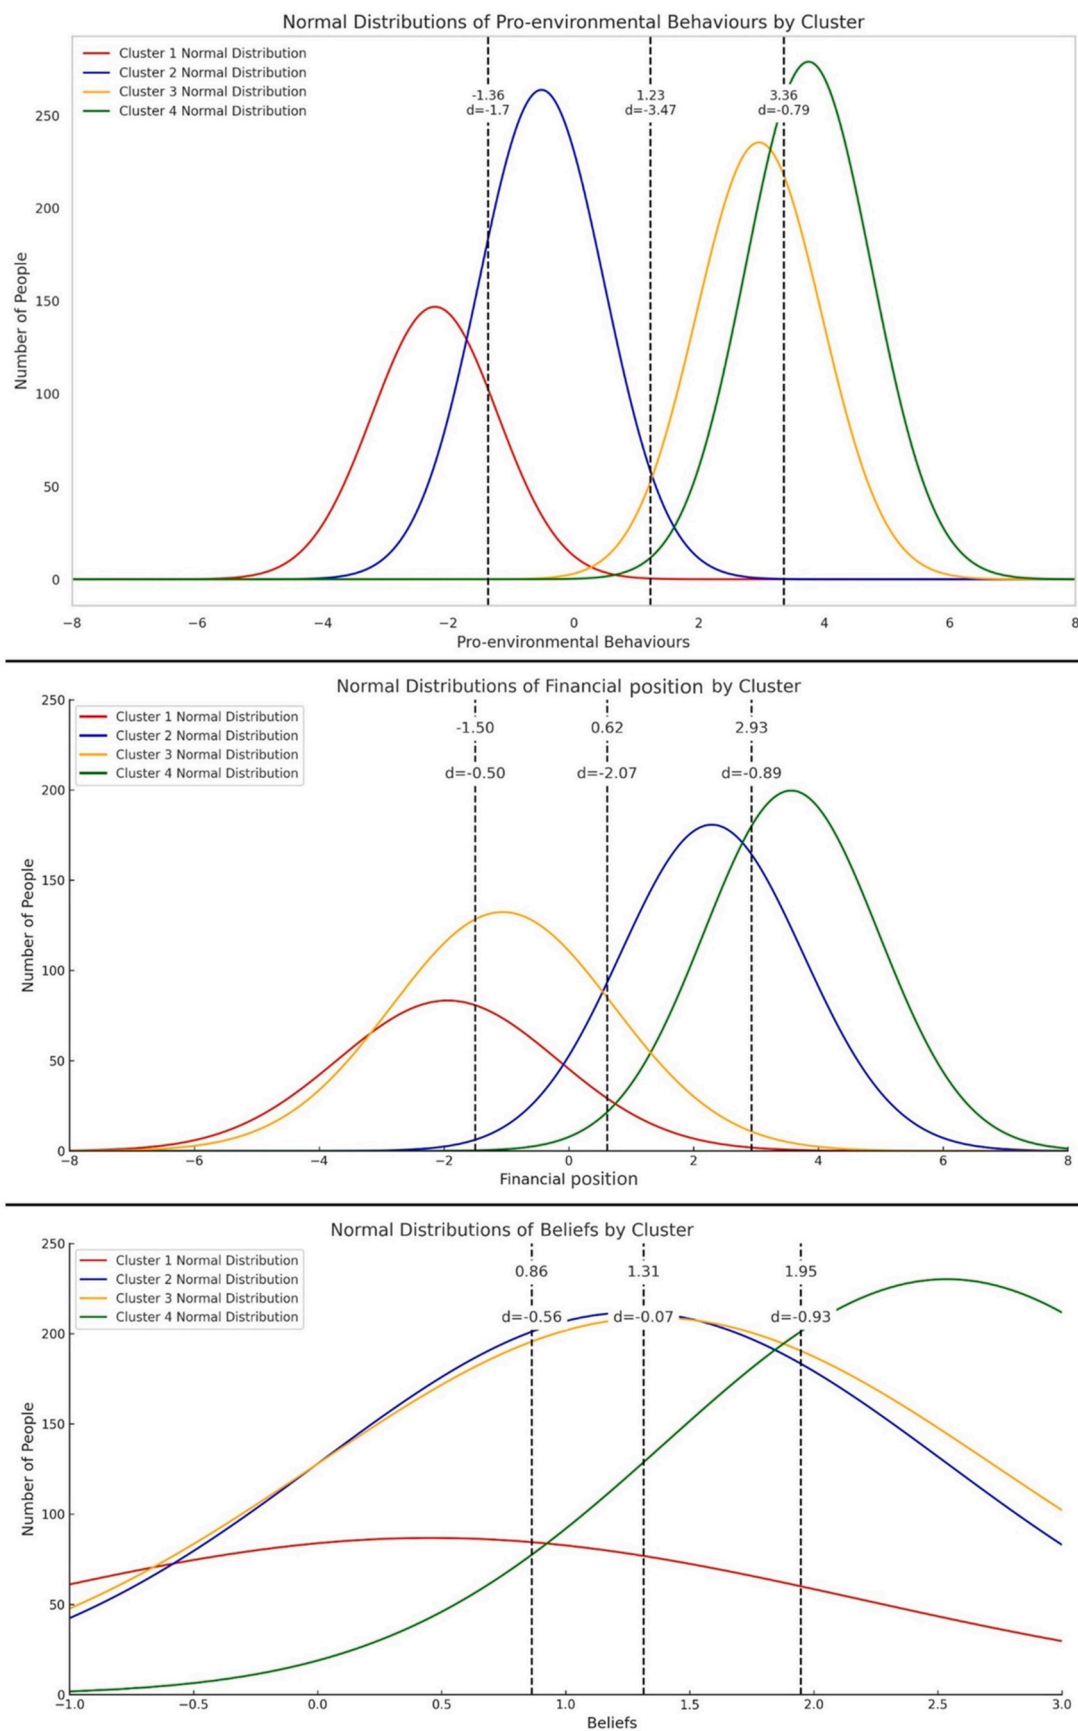 Normal Distributions of Pro-environmental Behaviours by Cluster
Cluster 1 Normal Distribution
Cluster 2 Normal Distribution
Cluster 3 Normal Distribution
Cluster 4 Normal Distribution
-1.36
d=-1.7
1.23
d=-3.47
3.36
d=-0.79
Number of People
250
200
150
100
50
0
−8 −6 −4 −2 0 2 4 6 8
Pro-environmental Behaviours
Normal Distributions of Financial position by Cluster
Cluster 1 Normal Distribution
Cluster 2 Normal Distribution
Cluster 3 Normal Distribution
Cluster 4 Normal Distribution
-1.50
d=-0.50
0.62
d=-2.07
2.93
d=-0.89
Number of People
250
200
150
100
50
0
−8 −6 −4 −2 0 2 4 6 8
Financial position
Normal Distributions of Beliefs by Cluster
Cluster 1 Normal Distribution
Cluster 2 Normal Distribution
Cluster 3 Normal Distribution
Cluster 4 Normal Distribution
0.86
d=-0.56
1.31
d=-0.07
1.95
d=-0.93
Number of People
250
200
150
100
50
0
−1.0 −0.5 0.0 0.5 1.0 1.5 2.0 2.5 3.0
Beliefs